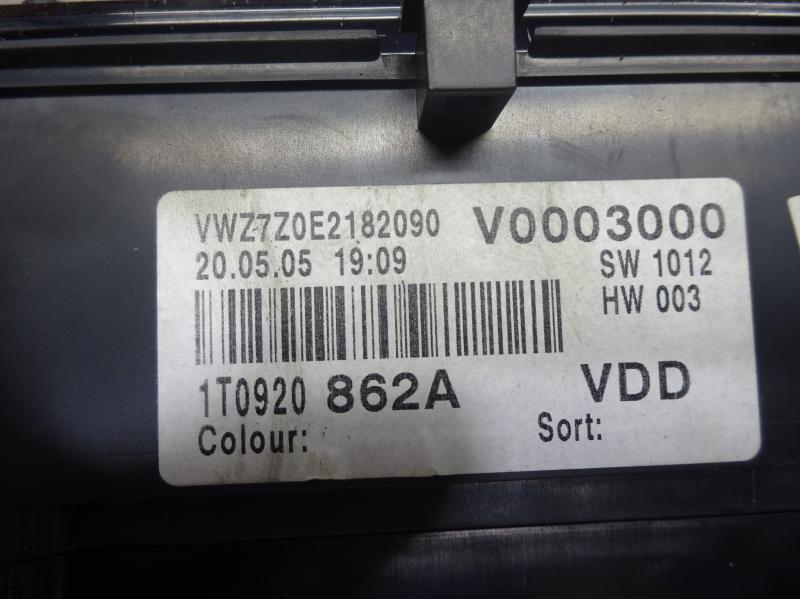 VWZ7Z0E2182090 V0003000
20.05.05 19:09 SW 1012
HW 003
1T0920 862A VDD
Colour: Sort: